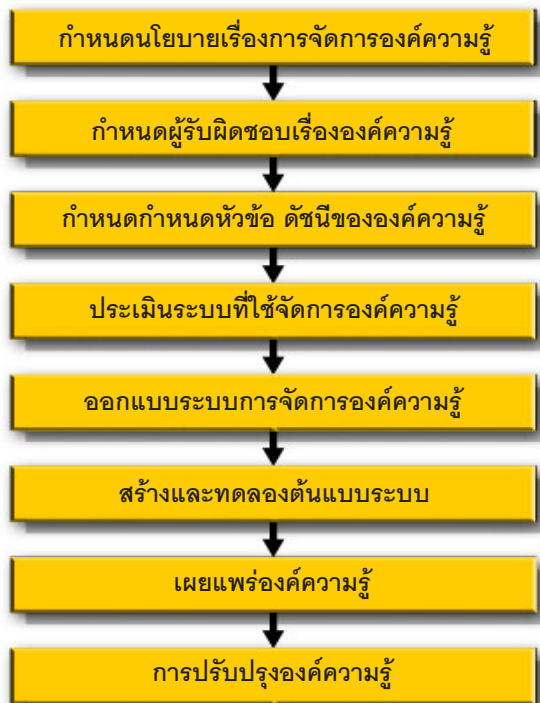 กำหนดนโยบายเรื่องการจัดการองค์ความรู้
กำหนดผู้รับผิดชอบเรื่ององค์ความรู้
กำหนดกำหนดหัวข้อ ดัชนีขององค์ความรู้
ประเมินระบบที่ใช้จัดการองค์ความรู้
ออกแบบระบบการจัดการองค์ความรู้
สร้างและทดลองต้นแบบระบบ
เผยแพร่องค์ความรู้
การปรับปรุงองค์ความรู้